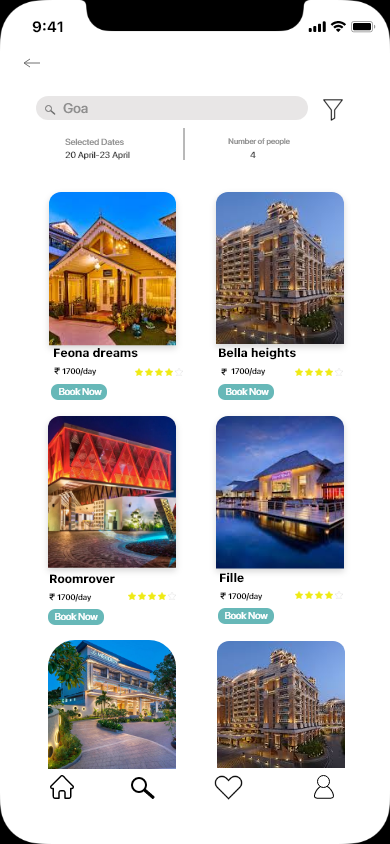 9:41
Goa
Selected Dates
Number of people
20 April-23 April
4
Feona dreams
Bella heights
₹ 1700/day
₹ 1700/day
Book Now
Book Now
Roomrover
Fille
₹ 1700/day
₹ 1700/day
Book Now
Book Now